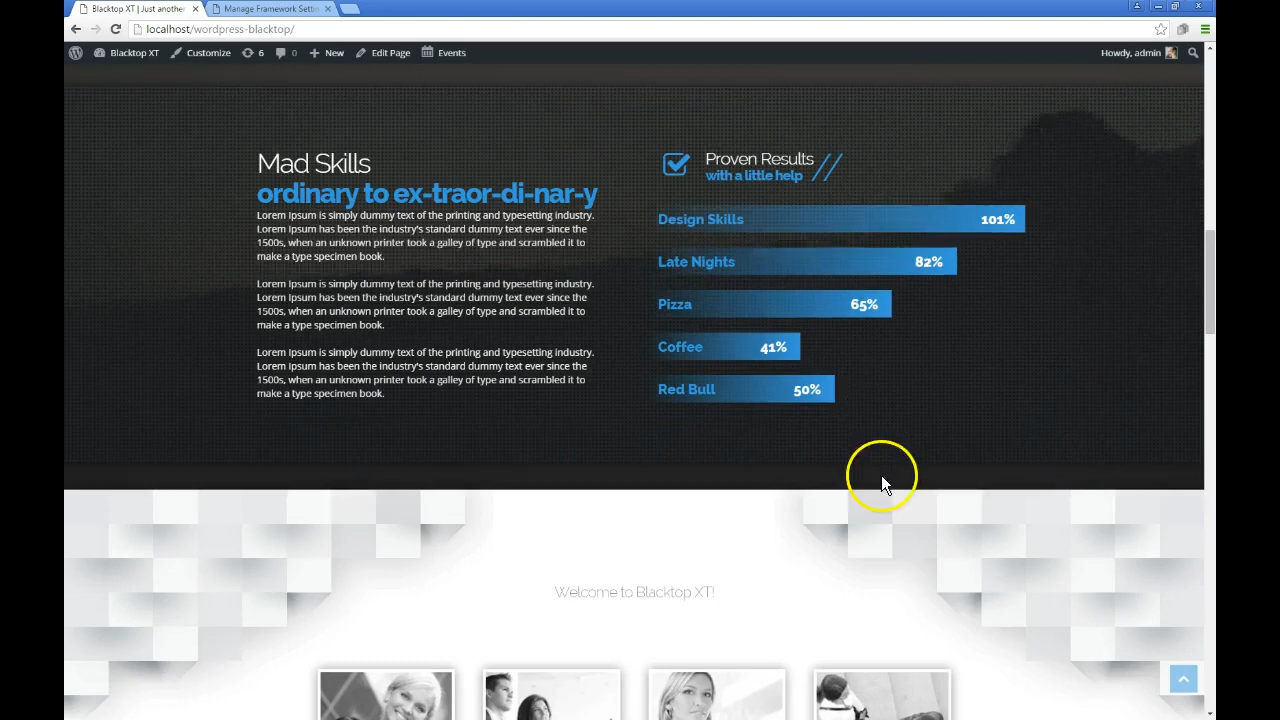 Blacktop XT | Just another
Manage Framework Settin
localhost/wordpress-blacktop/
Blacktop XT
Customize
6
0
New
Edit Page
Events
Howdy, admin
Mad Skills
ordinary to ex-traor-di-nar-y
Lorem Ipsum is simply dummy text of the printing and typesetting industry.
Lorem Ipsum has been the industry's standard dummy text ever since the
1500s, when an unknown printer took a galley of type and scrambled it to
make a type specimen book.
Lorem Ipsum is simply dummy text of the printing and typesetting industry.
Lorem Ipsum has been the industry's standard dummy text ever since the
1500s, when an unknown printer took a galley of type and scrambled it to
make a type specimen book.
Lorem Ipsum is simply dummy text of the printing and typesetting industry.
Lorem Ipsum has been the industry's standard dummy text ever since the
1500s, when an unknown printer took a galley of type and scrambled it to
make a type specimen book.
Proven Results
with a little help
Design Skills 101%
Late Nights 82%
Pizza 65%
Coffee 41%
Red Bull 50%
Welcome to Blacktop XT!